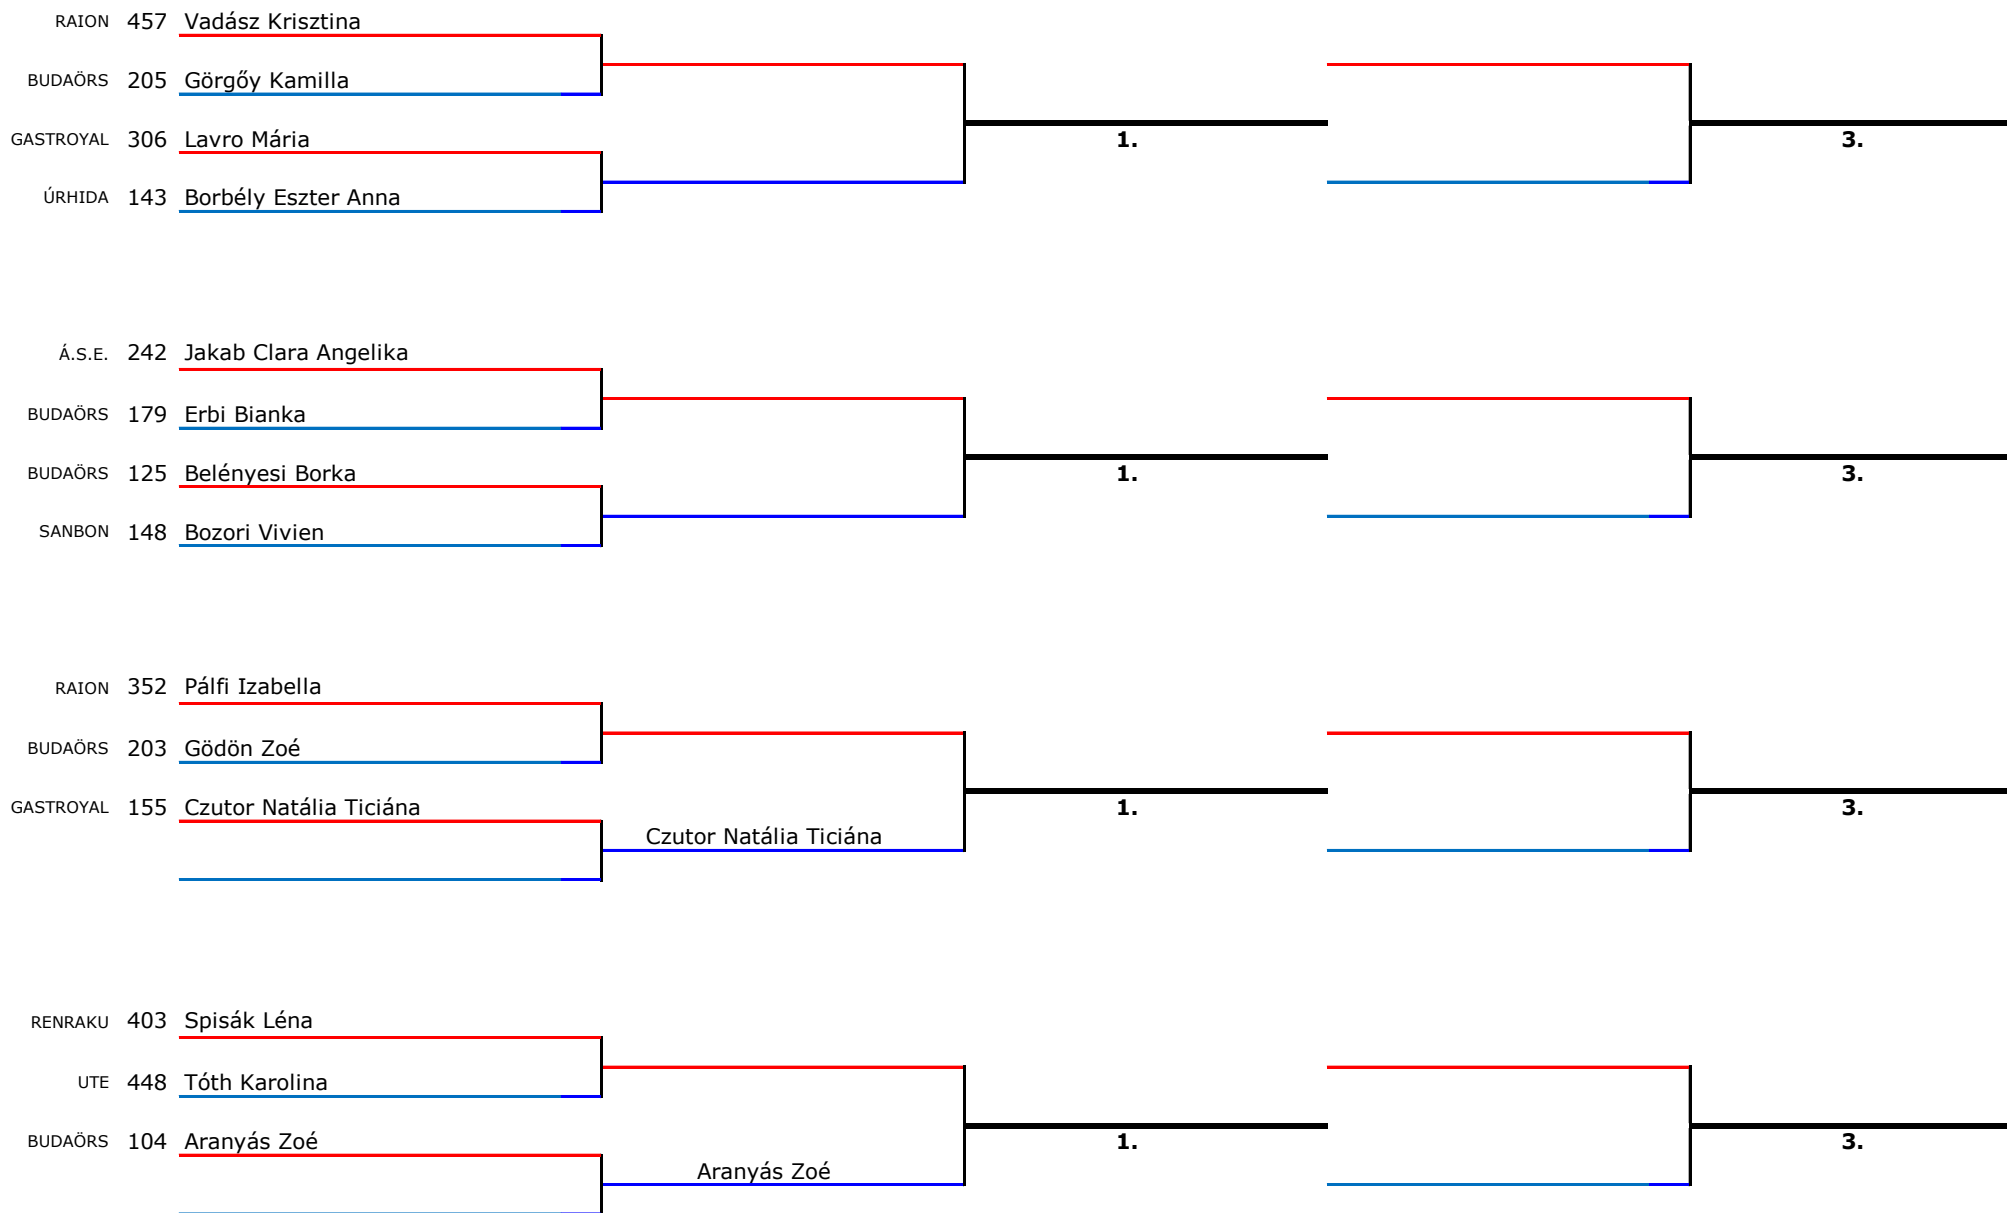 RAION 457 Vadász Krisztina
BUDAÖRS 205 Görgőy Kamilla
GASTROYAL 306 Lavro Mária 1. 3.
ÚRHIDA 143 Borbély Eszter Anna
Á.S.E. 242 Jakab Clara Angelika
BUDAÖRS 179 Erbi Bianka
BUDAÖRS 125 Belényesi Borka 1. 3.
SANBON 148 Bozori Vivien
RAION 352 Pálfi Izabella
BUDAÖRS 203 Gödön Zoé
GASTROYAL 155 Czutor Natália Ticiána 1. 3.
Czutor Natália Ticiána
RENRAKU 403 Spisák Léna
UTE 448 Tóth Karolina
BUDAÖRS 104 Aranyás Zoé 1. 3.
Aranyás Zoé